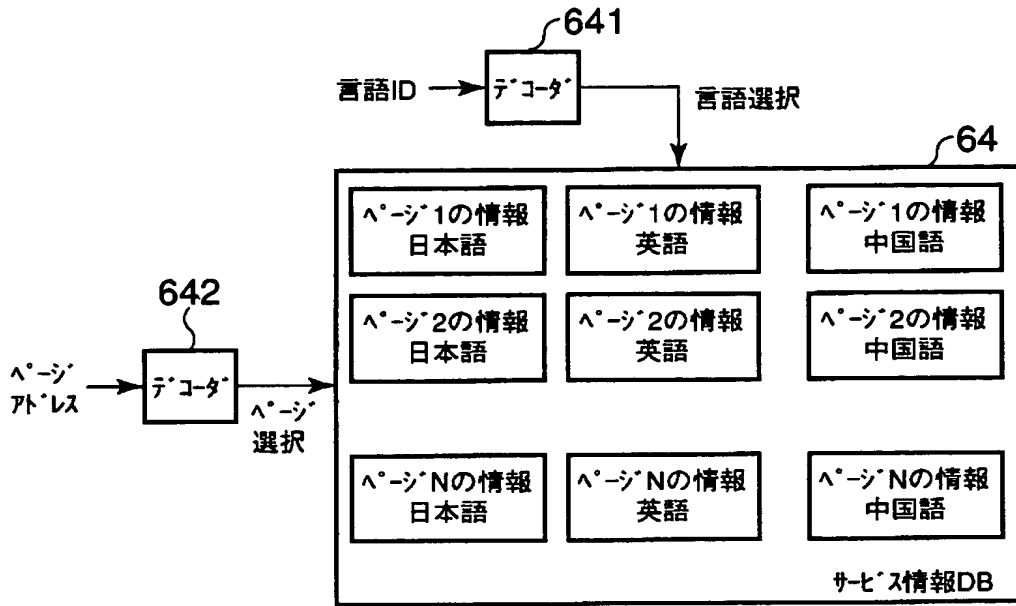 641
言語ID
デコーダ
言語選択
64
ページ1の情報
日本語
ページ1の情報
英語
ページ1の情報
中国語
642
ページ2の情報
日本語
ページ2の情報
英語
ページ2の情報
中国語
ページ
アドレス
デコーダ
ページ
選択
ページNの情報
日本語
ページNの情報
英語
ページNの情報
中国語
サービス情報DB